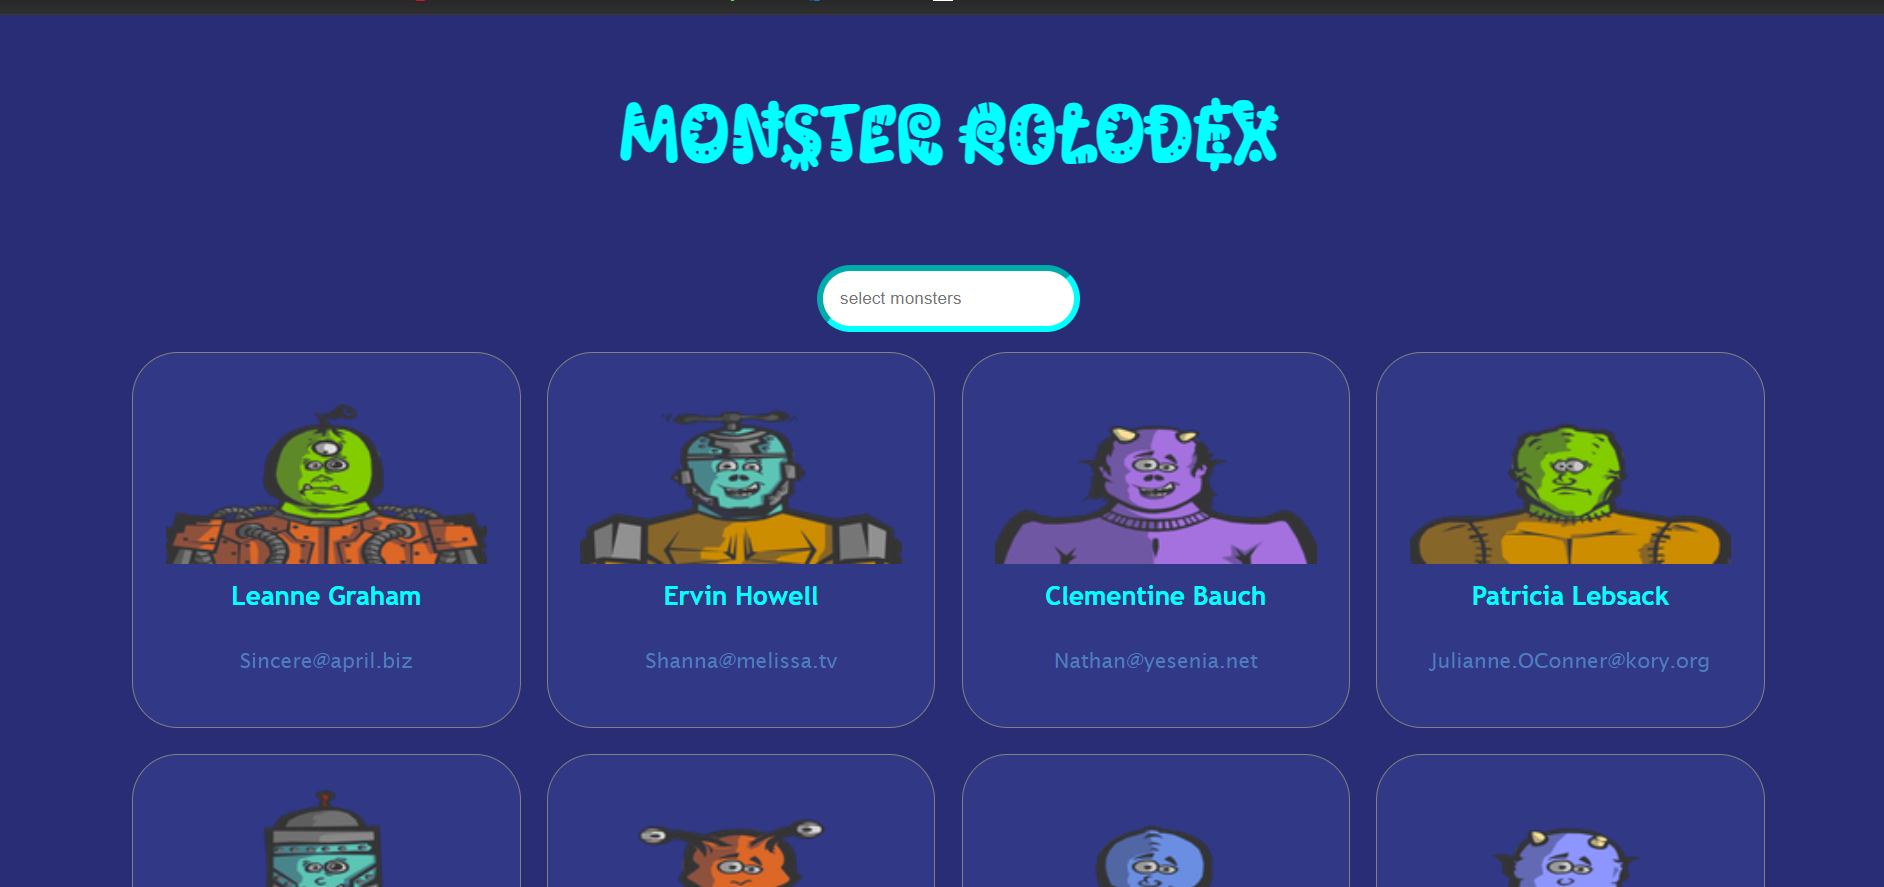 MONSTER ROLODEX
select monsters
Leanne Graham
Ervin Howell
Clementine Bauch
Patricia Lebsack
Sincere@april.biz
Shanna@melissa.tv
Nathan@yesenia.net
Julianne.OConner@kory.org